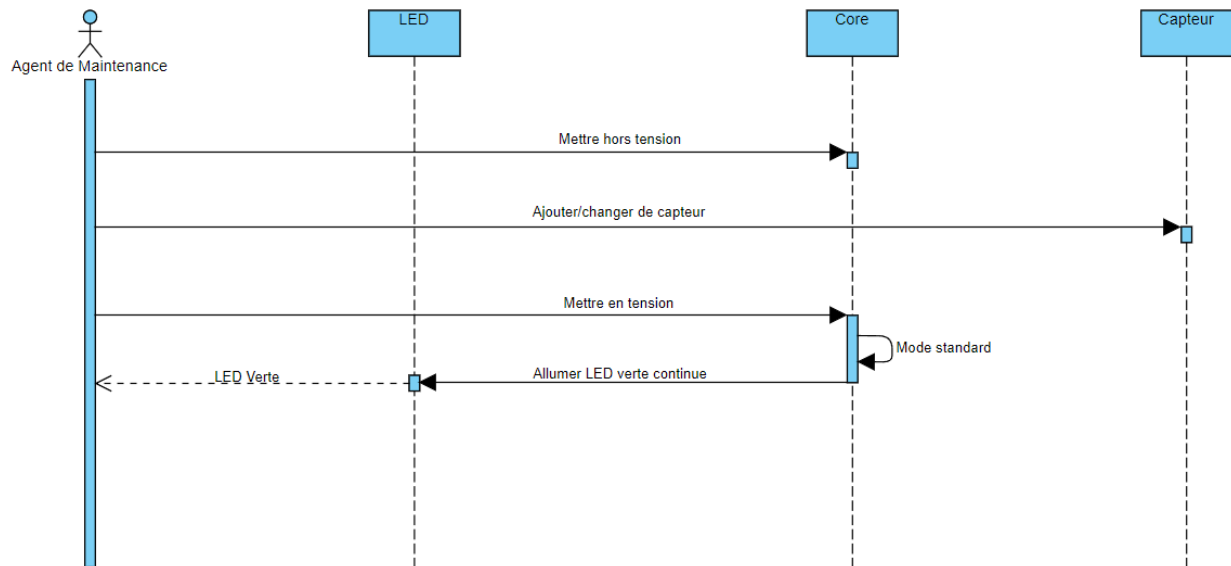 LED
Core
Capteur
Agent de Maintenance
Mettre hors tension
Ajouter/changer de capteur
Mettre en tension
Mode standard
LED Verte
Allumer LED verte continue